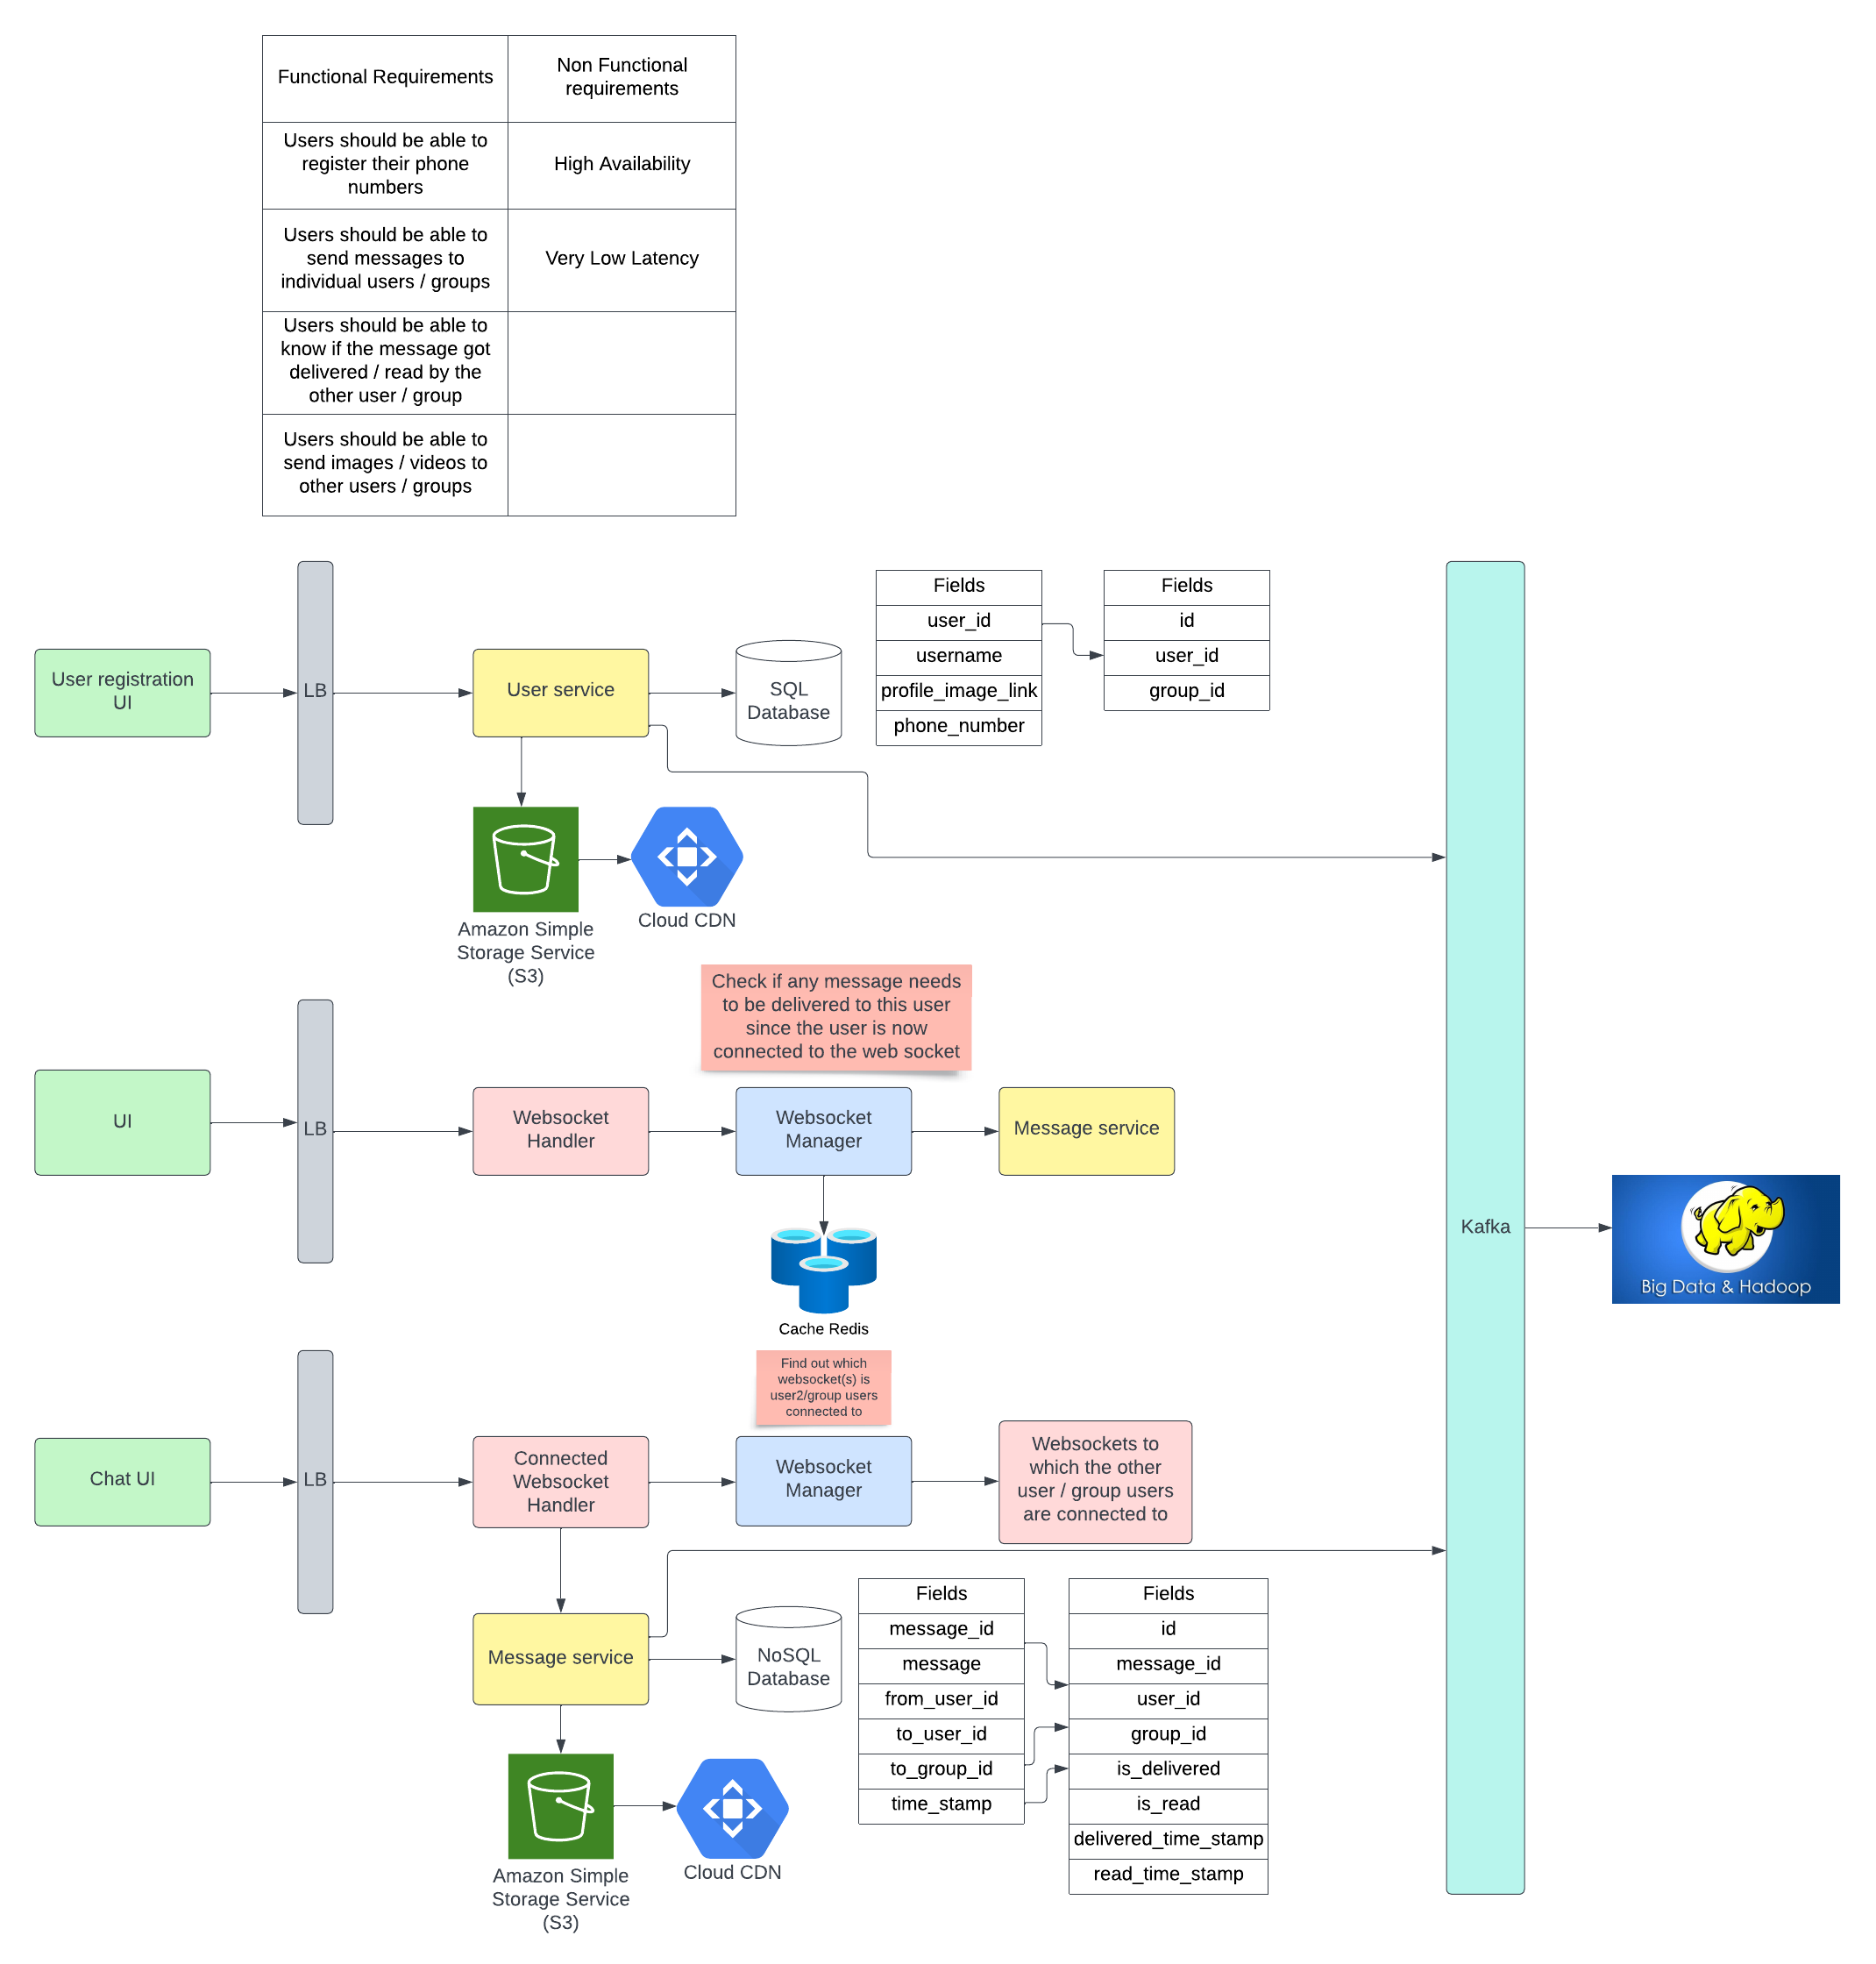 Functional Requirements
Non Functional
requirements
Users should be able to
register their phone
numbers
High Availability
Users should be able to
send messages to
individual users / groups
Very Low Latency
Users should be able to
know if the message got
delivered / read by the
other user / group
Users should be able to
send images / videos to
other users / groups
User registration
UI
LB
User service
SQL
Database
Fields
user_id
username
profile_image_link
phone_number
Fields
id
user_id
group_id
Amazon Simple
Storage Service
(S3)
Cloud CDN
Check if any message needs
to be delivered to this user
since the user is now
connected to the web socket
UI
LB
Websocket
Handler
Websocket
Manager
Message service
Cache Redis
Kafka
Big Data & Hadoop
Find out which
websocket(s) is
user2/group users
connected to
Chat UI
LB
Connected
Websocket
Handler
Websocket
Manager
Websockets to
which the other
user / group users
are connected to
Message service
NoSQL
Database
Fields
message_id
message
from_user_id
to_user_id
to_group_id
time_stamp
Fields
id
message_id
user_id
group_id
is_delivered
is_read
delivered_time_stamp
read_time_stamp
Amazon Simple
Storage Service
(S3)
Cloud CDN